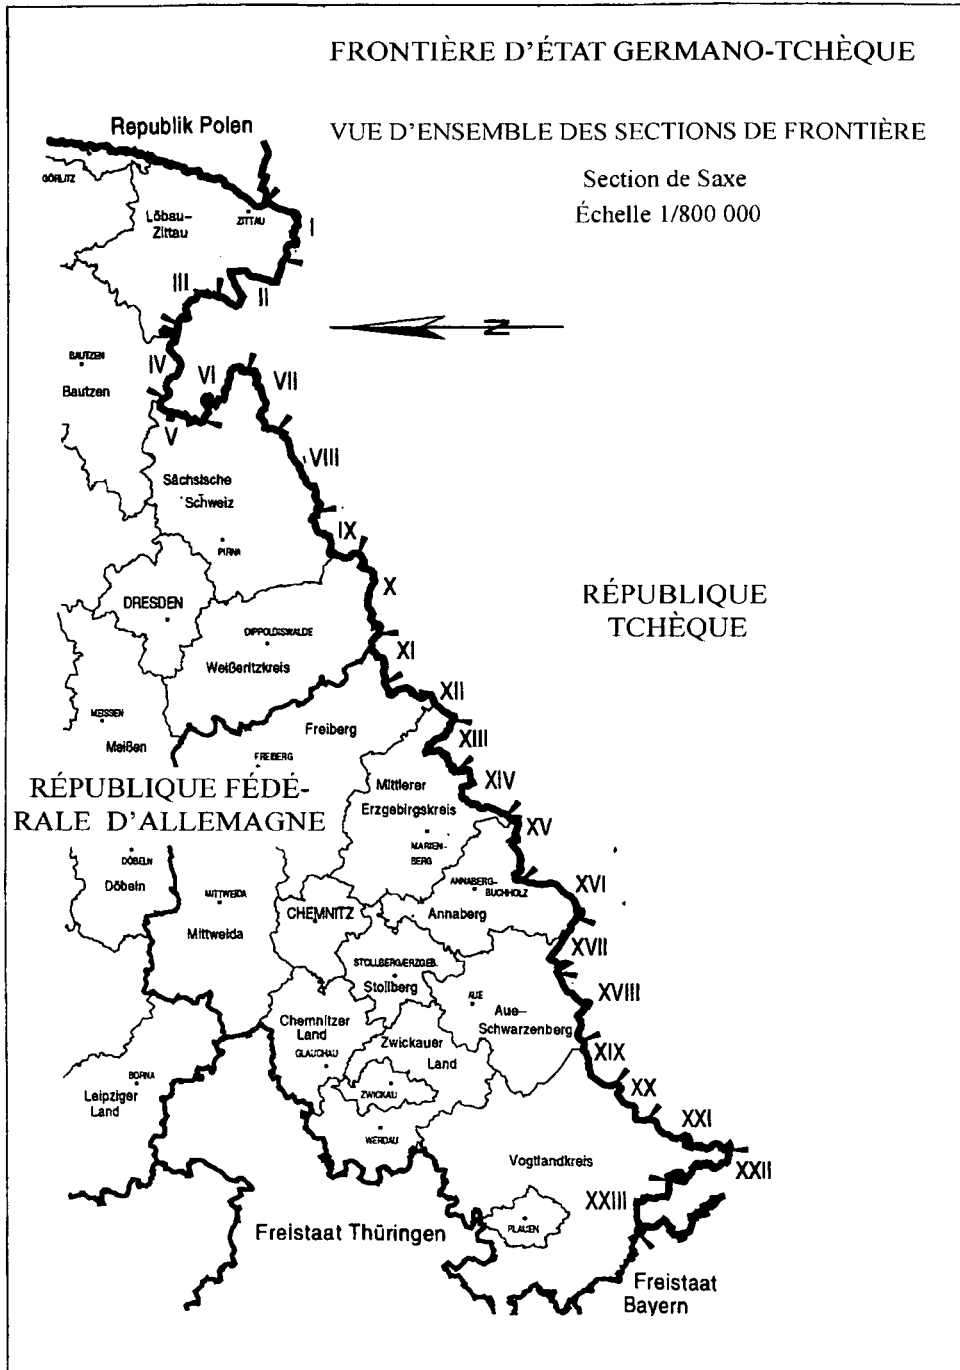 FRONTIÈRE D'ÉTAT GERMANO-TCHÈQUE
VUE D'ENSEMBLE DES SECTIONS DE FRONTIÈRE
Section de Saxe
Échelle 1/800 000
Republik Polen
GÖRLITZ
Löbau-
Zittau
ZITTAU
I
II
III
N
BAUTZEN
Bautzen
IV
V
VI
VII
VIII
Sächsische
Schweiz
PIRNA
IX
X
DRESDEN
DIPPOLDISWALDE
Weißeritzkreis
RÉPUBLIQUE
TCHÈQUE
XI
XII
MEISSEN
Meißen
Freiberg
FREIBERG
XIII
XIV
RÉPUBLIQUE FÉDÉ-
RALE D'ALLEMAGNE
Mittlerer
Erzgebirgskreis
MARIEN-
BERG
XV
DÖBELN
Döbeln
MITTWEIDA
Mittweida
CHEMNITZ
ANNABERG-
BUCHHOLZ
Annaberg
XVI
XVII
STOLLBERG/ERZGEB.
Stollberg
AUE
Aue-
Schwarzenberg
XVIII
Chemnitzer
Land
GLAUCHAU
Zwickauer
Land
XIX
BORNA
Leipziger
Land
ZWICKAU
WERDAU
XX
XXI
Vogtlandkreis
XXII
XXIII
PLAUEN
Freistaat Thüringen
Freistaat
Bayern